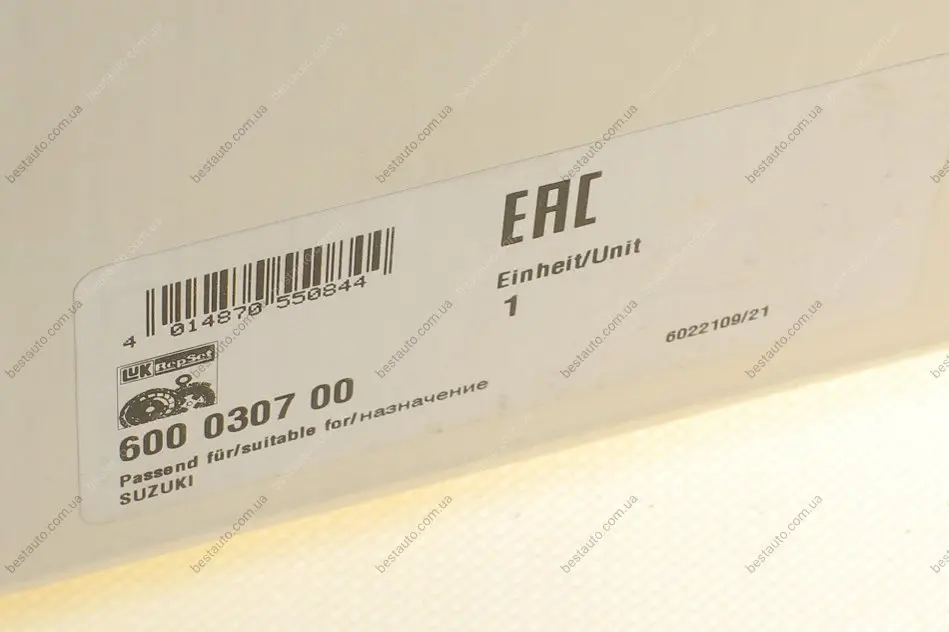 EAC
Einheit/Unit
1
6022109/21
4 014870 550844
LUK RepSet
600 0307 00
Passend für/suitable for/назначение
SUZUKI
bestauto.com.ua